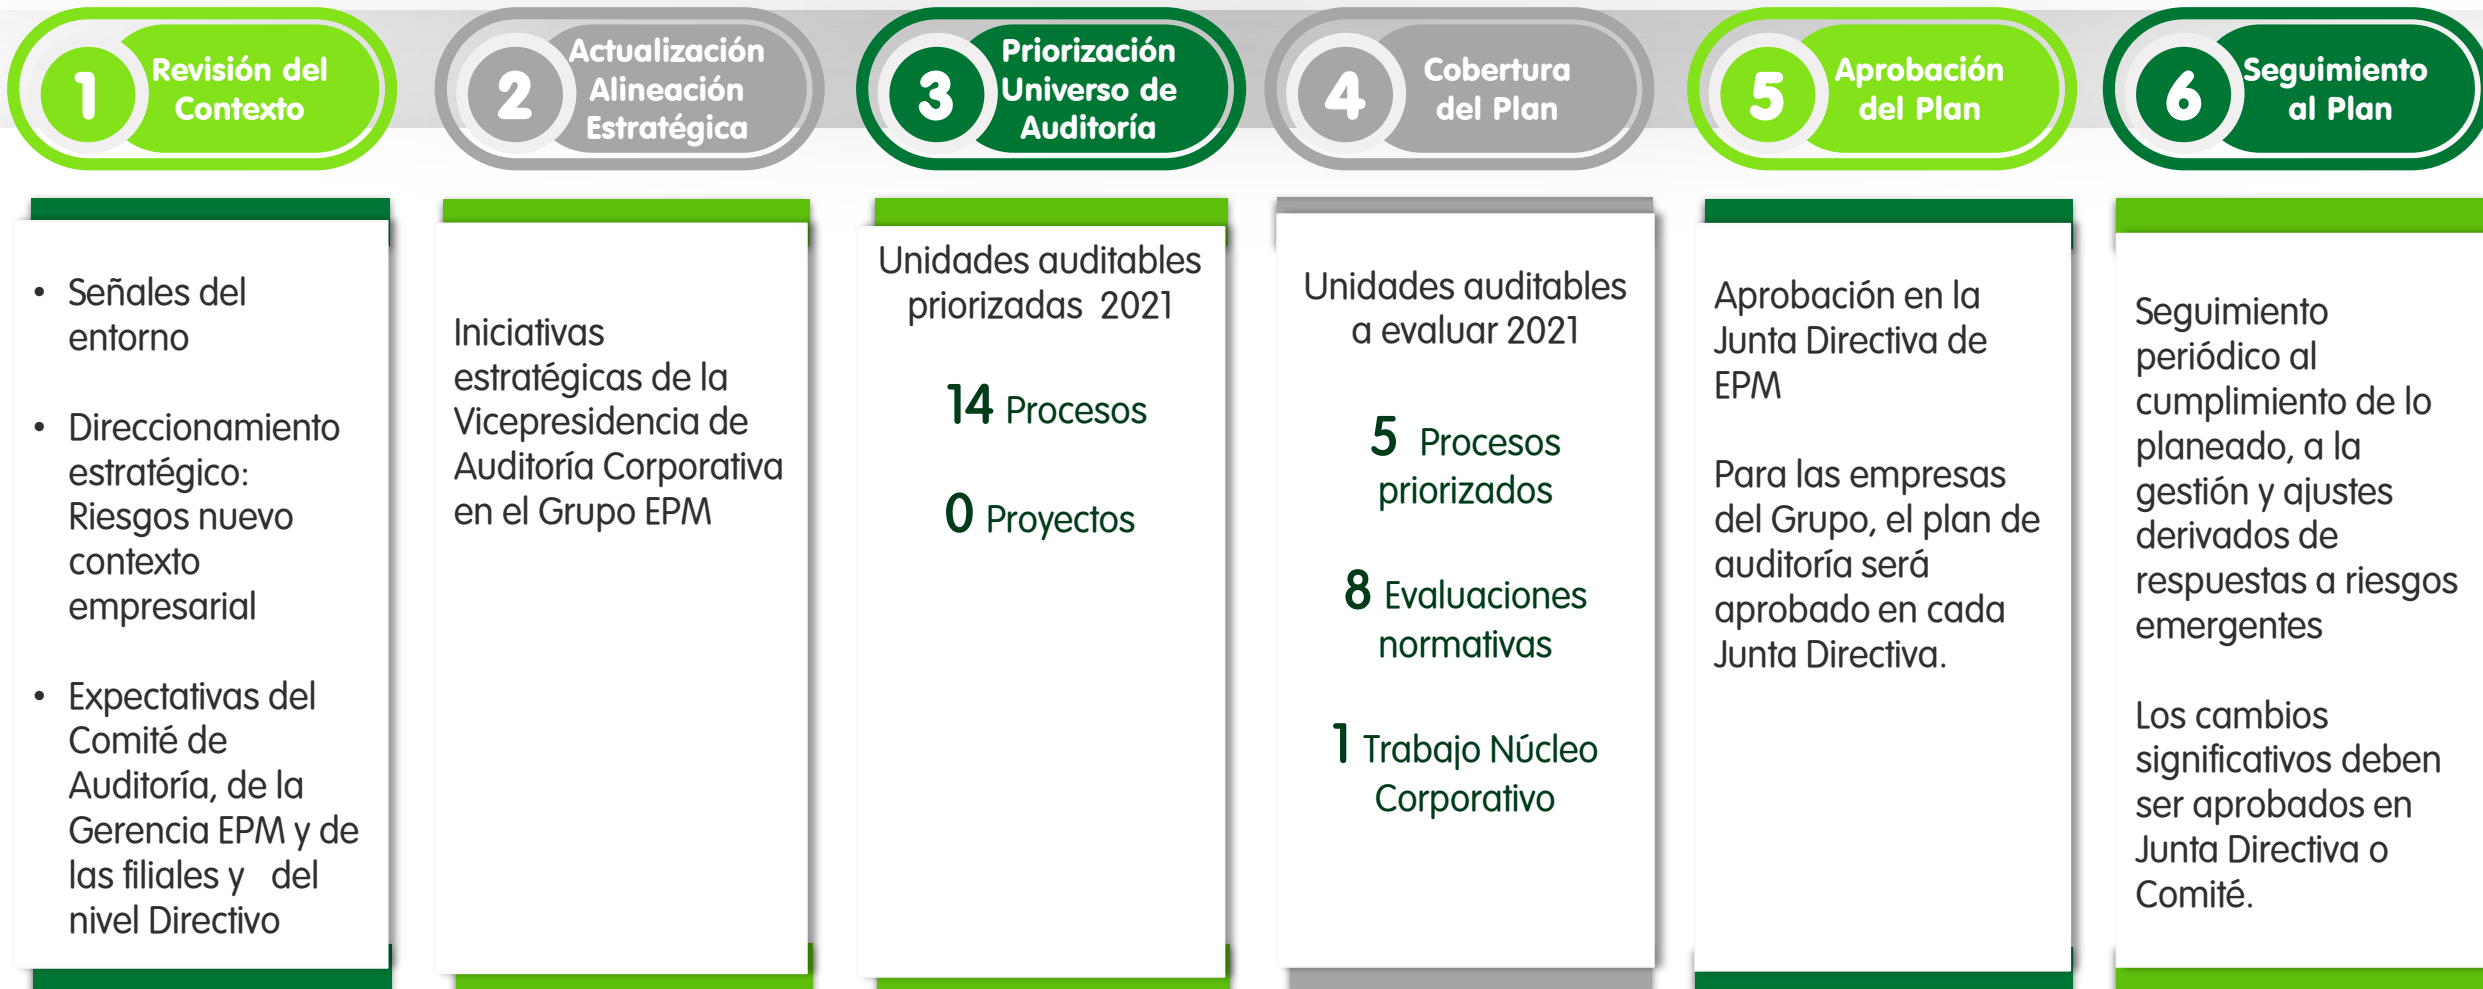 1
Revisión del
Contexto
2
Actualización
Alineación
Estratégica
3
Priorización
Universo de
Auditoría
4
Cobertura
del Plan
5
Aprobación
del Plan
6
Seguimiento
al Plan
• Señales del
entorno
• Direccionamiento
estratégico:
Riesgos nuevo
contexto
empresarial
• Expectativas del
Comité de
Auditoría, de la
Gerencia EPM y de
las filiales y del
nivel Directivo
Iniciativas
estratégicas de la
Vicepresidencia de
Auditoría Corporativa
en el Grupo EPM
Unidades auditables
priorizadas 2021
14 Procesos
0 Proyectos
Unidades auditables
a evaluar 2021
5 Procesos
priorizados
8 Evaluaciones
normativas
1 Trabajo Núcleo
Corporativo
Aprobación en la
Junta Directiva de
EPM
Para las empresas
del Grupo, el plan de
auditoría será
aprobado en cada
Junta Directiva.
Seguimiento
periódico al
cumplimiento de lo
planeado, a la
gestión y ajustes
derivados de
respuestas a riesgos
emergentes
Los cambios
significativos deben
ser aprobados en
Junta Directiva o
Comité.